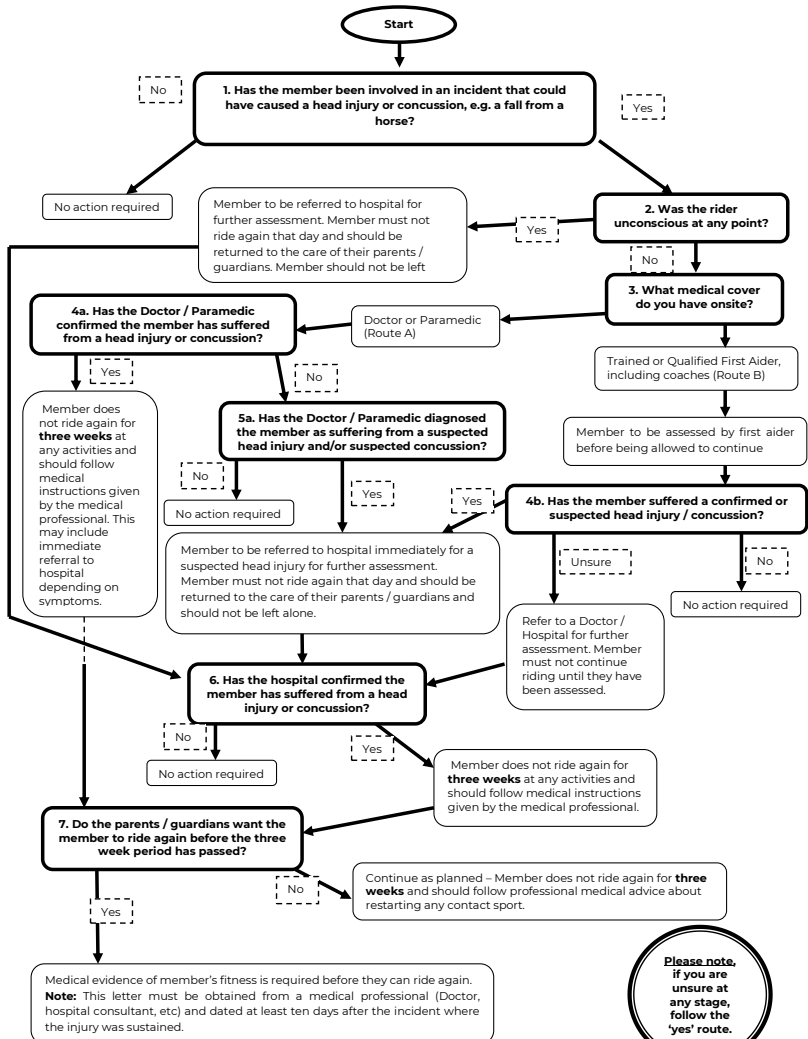 Start
No
1. Has the member been involved in an incident that could
have caused a head injury or concussion, e.g. a fall from a
horse?
Yes
No action required
Member to be referred to hospital for
further assessment. Member must not
ride again that day and should be
returned to the care of their parents /
guardians. Member should not be left
Yes
2. Was the rider
unconscious at any point?
No
3. What medical cover
do you have onsite?
4a. Has the Doctor / Paramedic
confirmed the member has suffered
from a head injury or concussion?
Doctor or Paramedic
(Route A)
Trained or Qualified First Aider,
including coaches (Route B)
Yes
No
Member does
not ride again for
three weeks at
any activities and
should follow
medical
instructions given
by the medical
professional. This
may include
immediate
referral to
hospital
depending on
symptoms.
5a. Has the Doctor / Paramedic diagnosed
the member as suffering from a suspected
head injury and/or suspected concussion?
Member to be assessed by first aider
before being allowed to continue
No
Yes
Yes
No action required
4b. Has the member suffered a confirmed or
suspected head injury / concussion?
Member to be referred to hospital immediately for a
suspected head injury for further assessment.
Member must not ride again that day and should be
returned to the care of their parents / guardians and
should not be left alone.
Unsure
No
No action required
Refer to a Doctor /
Hospital for further
assessment. Member
must not continue
riding until they have
been assessed.
6. Has the hospital confirmed the
member has suffered from a head
injury or concussion?
No
Yes
No action required
Member does not ride again for
three weeks at any activities and
should follow medical instructions
given by the medical professional.
7. Do the parents / guardians want the
member to ride again before the three
week period has passed?
No
Yes
Continue as planned – Member does not ride again for three
weeks and should follow professional medical advice about
restarting any contact sport.
Medical evidence of member's fitness is required before they can ride again.
Note: This letter must be obtained from a medical professional (Doctor,
hospital consultant, etc) and dated at least ten days after the incident where
the injury was sustained.
Please note,
if you are
unsure at
any stage,
follow the
'yes' route.